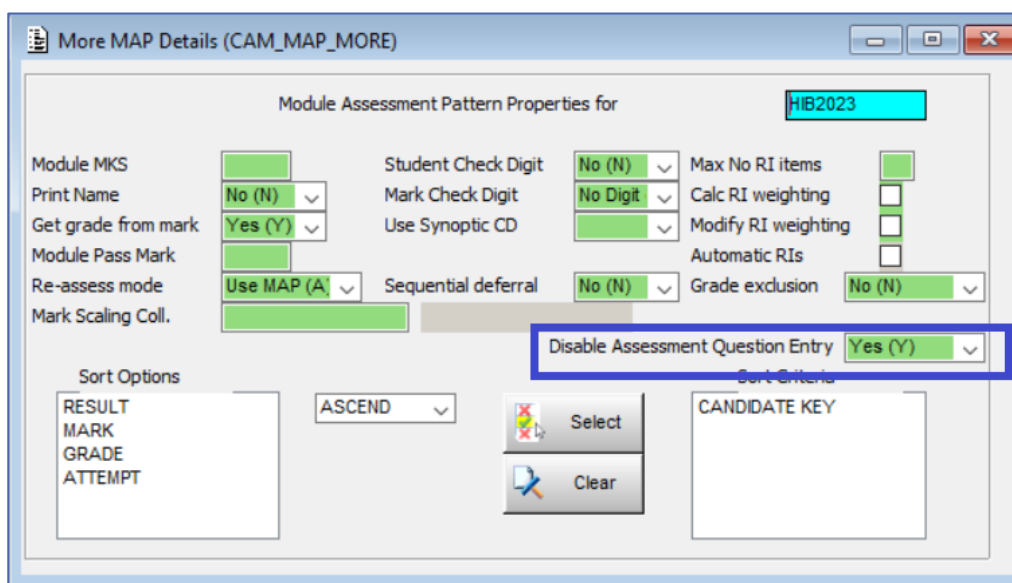 More MAP Details (CAM_MAP_MORE)
Module Assessment Pattern Properties for HIB2023
Module MKS Student Check Digit No (N) Max No RI items
Print Name No (N) Mark Check Digit No Digit Calc RI weighting
Get grade from mark Yes (Y) Use Synoptic CD Modify RI weighting
Module Pass Mark Automatic RIs
Re-assess mode Use MAP (A) Sequential deferral No (N) Grade exclusion No (N)
Mark Scaling Coll.
Disable Assessment Question Entry Yes (Y)
Sort Options Sort Criteria
RESULT ASCEND Select CANDIDATE KEY
MARK
GRADE
ATTEMPT Clear